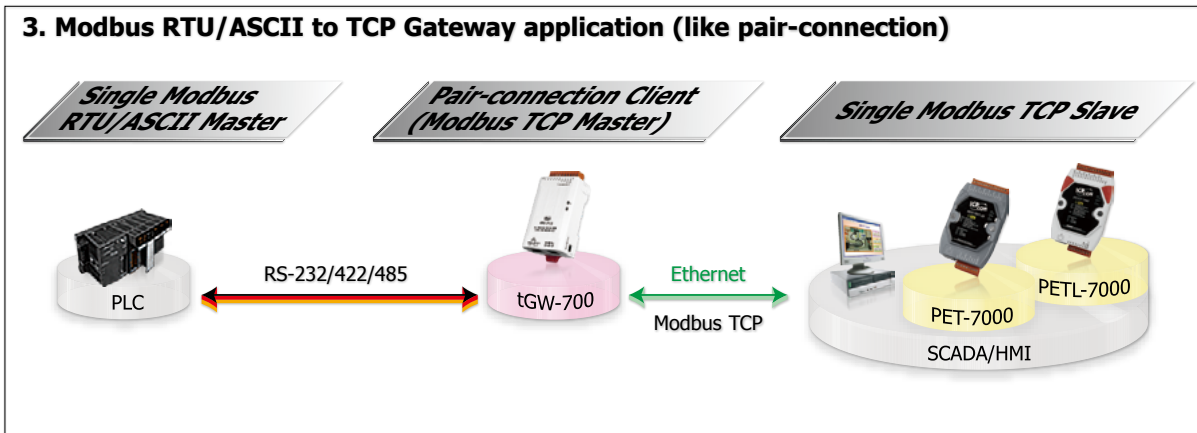 3. Modbus RTU/ASCII to TCP Gateway application (like pair-connection)
Single Modbus
RTU/ASCII Master
Pair-connection Client
(Modbus TCP Master)
Single Modbus TCP Slave
RS-232/422/485
Ethernet
Modbus TCP
PLC
tGW-700
PET-7000
PETL-7000
SCADA/HMI